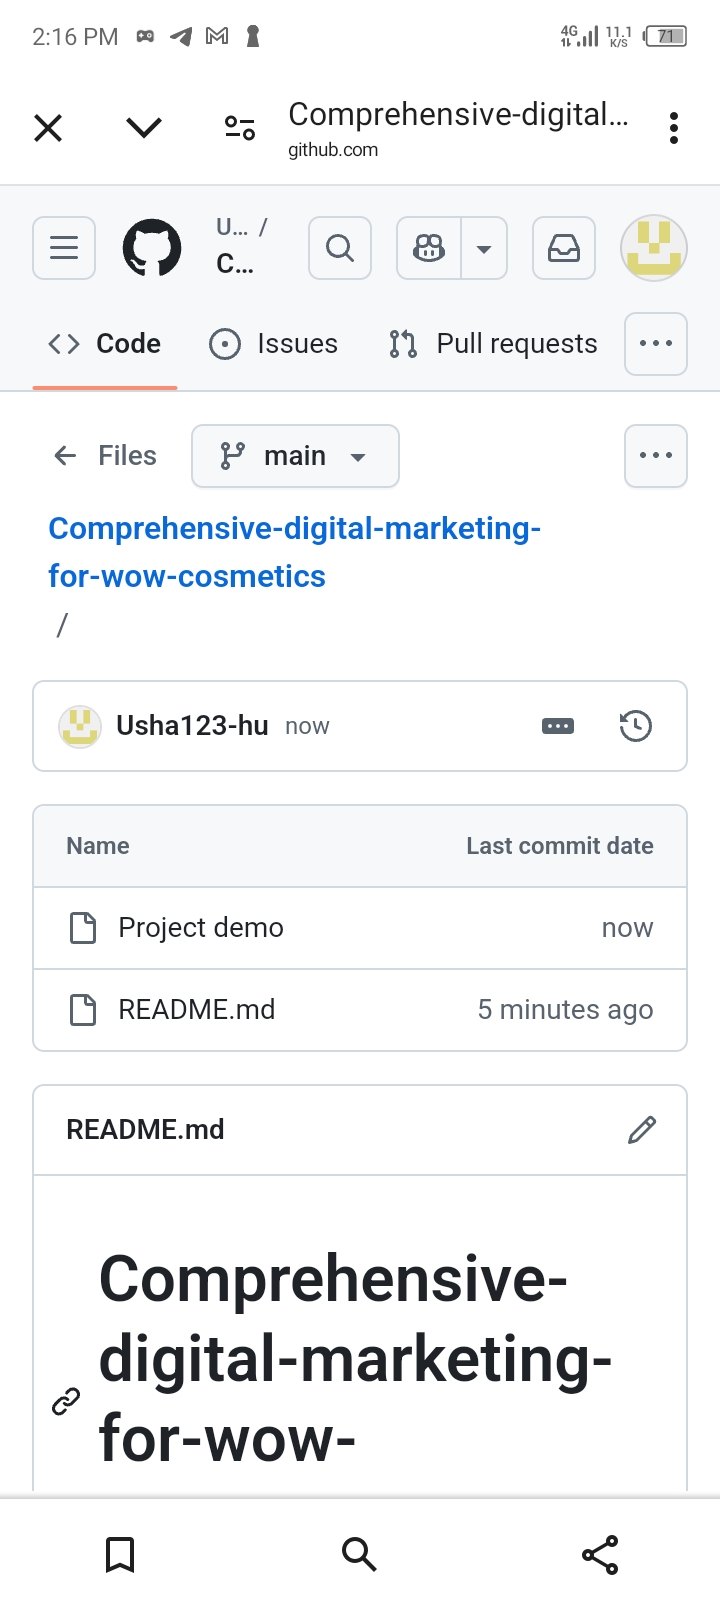 2:16 PM 4G 11.1 K/S 71
Comprehensive-digital...
github.com
U... /
C...
Code Issues Pull requests
Files main
Comprehensive-digital-marketing-
for-wow-cosmetics
/
Usha123-hu now
Name Last commit date
Project demo now
README.md 5 minutes ago
README.md
Comprehensive-
digital-marketing-
for-wow-